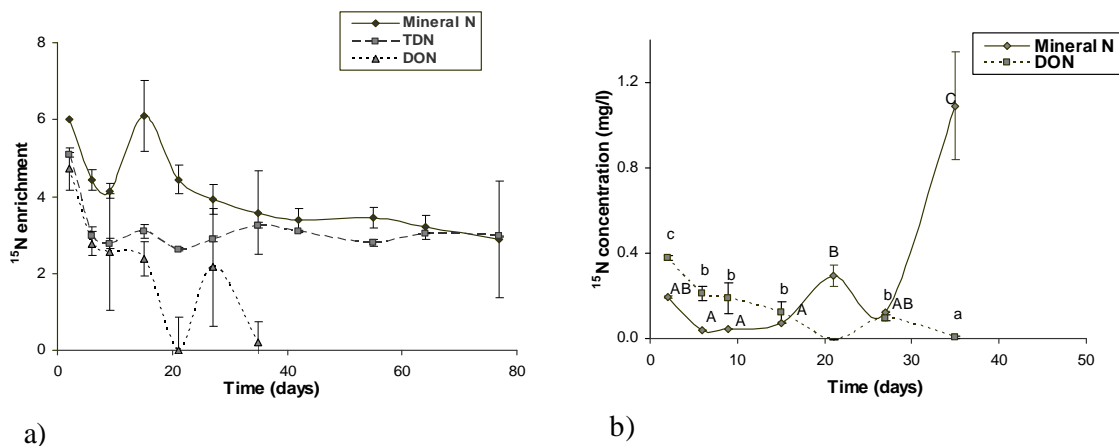 Mineral N
TDN
DON
8
6
4
2
0
15N enrichment
0 20 40 60 80
Time (days)
a)
Mineral N
DON
1.2
0.8
0.4
0.0
15N concentration (mg/l)
C
c
B
b b
AB
b
b AB
A A A
a
0 10 20 30 40 50
Time (days)
b)